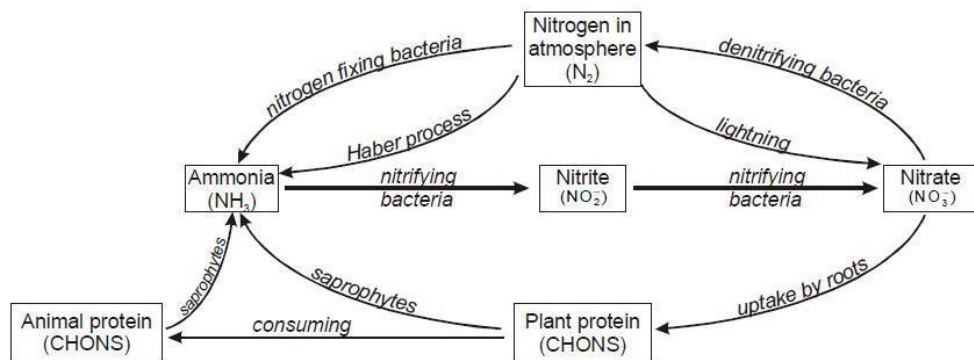 Nitrogen in
atmosphere
(N₂)
nitrogen fixing bacteria
denitrifying bacteria
Haber process
lightning
Ammonia
(NH₃)
nitrifying
bacteria
Nitrite
(NO₂⁻)
nitrifying
bacteria
Nitrate
(NO₃⁻)
saprophytes
saprophytes
uptake by roots
Animal protein
(CHONS)
consuming
Plant protein
(CHONS)